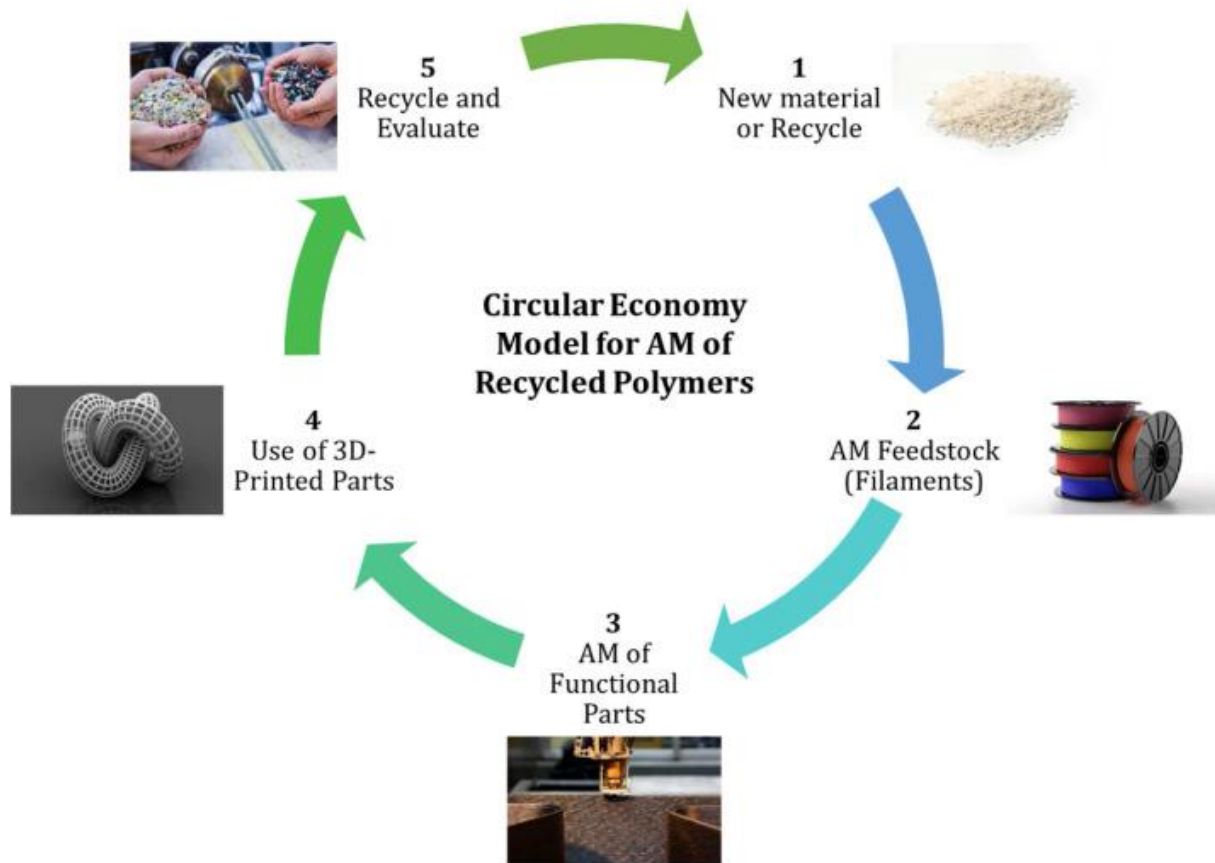 Circular Economy
Model for AM of
Recycled Polymers
1
New material
or Recycle
2
AM Feedstock
(Filaments)
3
AM of
Functional
Parts
4
Use of 3D-
Printed Parts
5
Recycle and
Evaluate